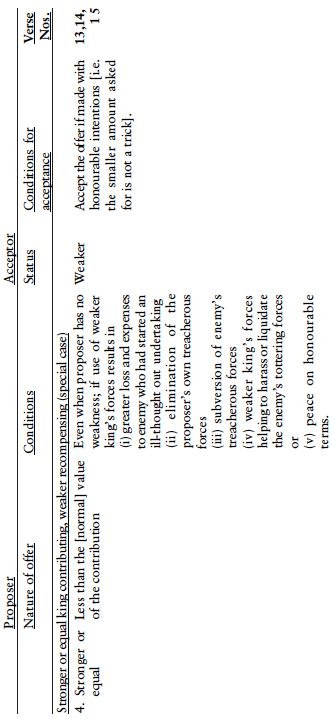 Proposer Acceptor
Nature of offer Conditions Status Conditions for acceptance Verse Nos.
Stronger or equal king contributing, weaker recompensing (special case)
4. Stronger or Less than the [normal] value Even when proposer has no Weaker Accept the offer if made with 13,14,
equal of the contribution weakness; if use of weaker honourable intentions [i.e. 15
king's forces results in the smaller amount asked
(i) greater loss and expenses for is not a trick].
to enemy who had started an
ill-thought out undertaking
(ii) elimination of the
proposer's own treacherous
forces
(iii) subversion of enemy's
treacherous forces
(iv) weaker king's forces
helping to harass or liquidate
the enemy's tottering forces
or
(v) peace on honourable
terms.